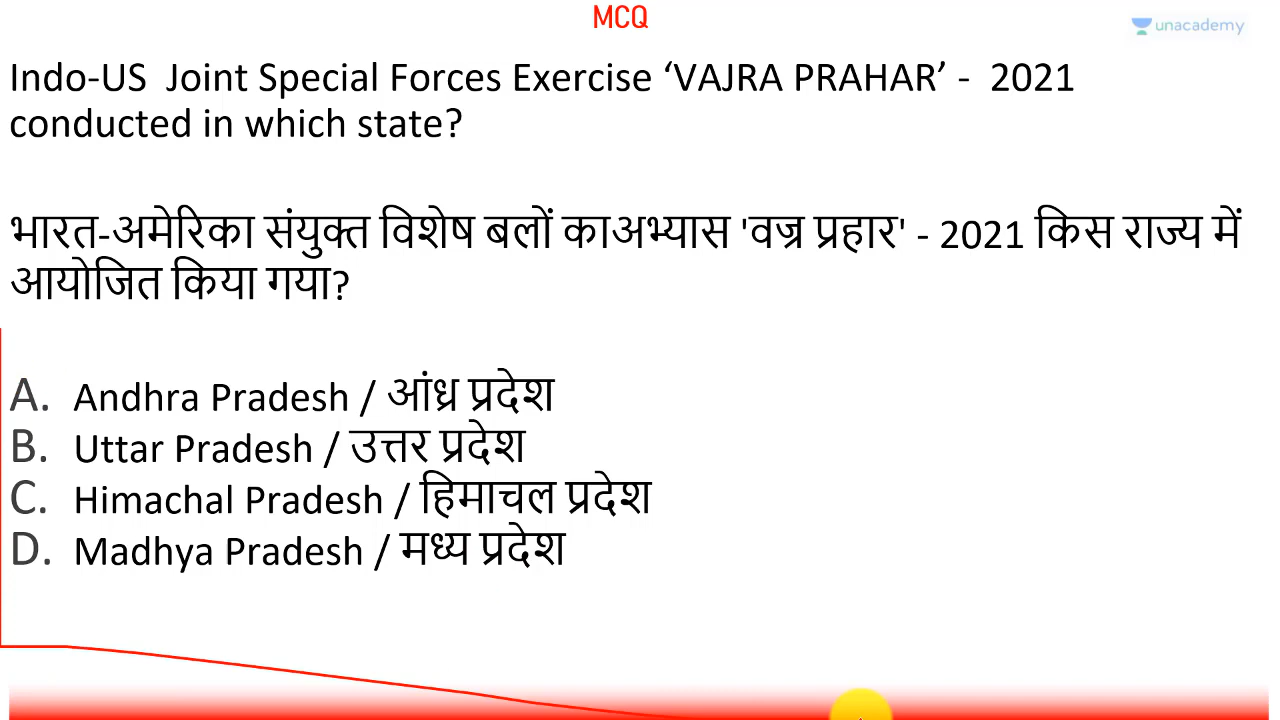 MCQ
unacademy
Indo-US Joint Special Forces Exercise ‘VAJRA PRAHAR’ - 2021
conducted in which state?
भारत-अमेरिका संयुक्त विशेष बलों काअभ्यास 'वज्र प्रहार' - 2021 किस राज्य में
आयोजित किया गया?
A. Andhra Pradesh / आंध्र प्रदेश
B. Uttar Pradesh / उत्तर प्रदेश
C. Himachal Pradesh / हिमाचल प्रदेश
D. Madhya Pradesh / मध्य प्रदेश